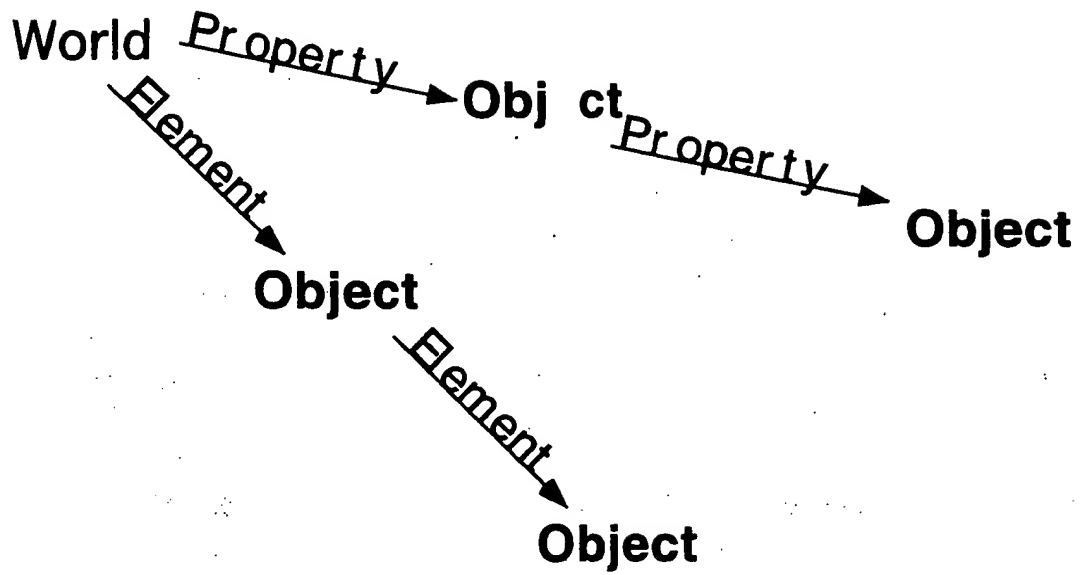 World
Property
Obj ct
Property
Object
Element
Object
Element
Object